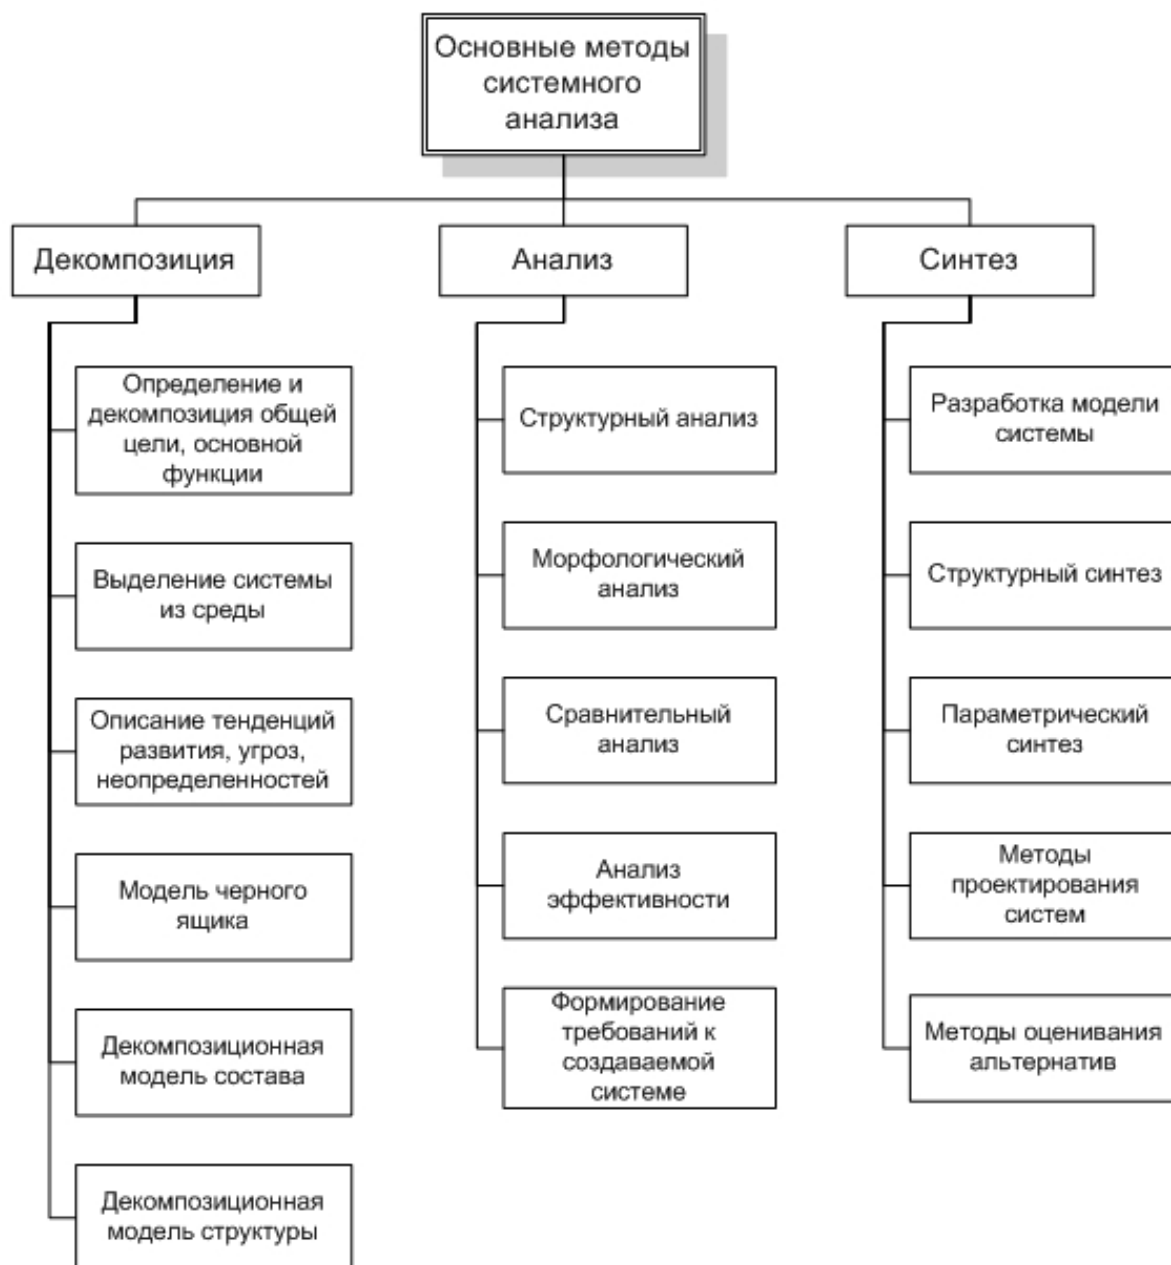 Основные методы
системного
анализа
Декомпозиция
Анализ
Синтез
Определение и
декомпозиция общей
цели, основной
функции
Выделение системы
из среды
Описание тенденций
развития, угроз,
неопределенностей
Модель черного
ящика
Декомпозиционная
модель состава
Декомпозиционная
модель структуры
Структурный анализ
Морфологический
анализ
Сравнительный
анализ
Анализ
эффективности
Формирование
требований к
создаваемой
системе
Разработка модели
системы
Структурный синтез
Параметрический
синтез
Методы
проектирования
систем
Методы оценивания
альтернатив